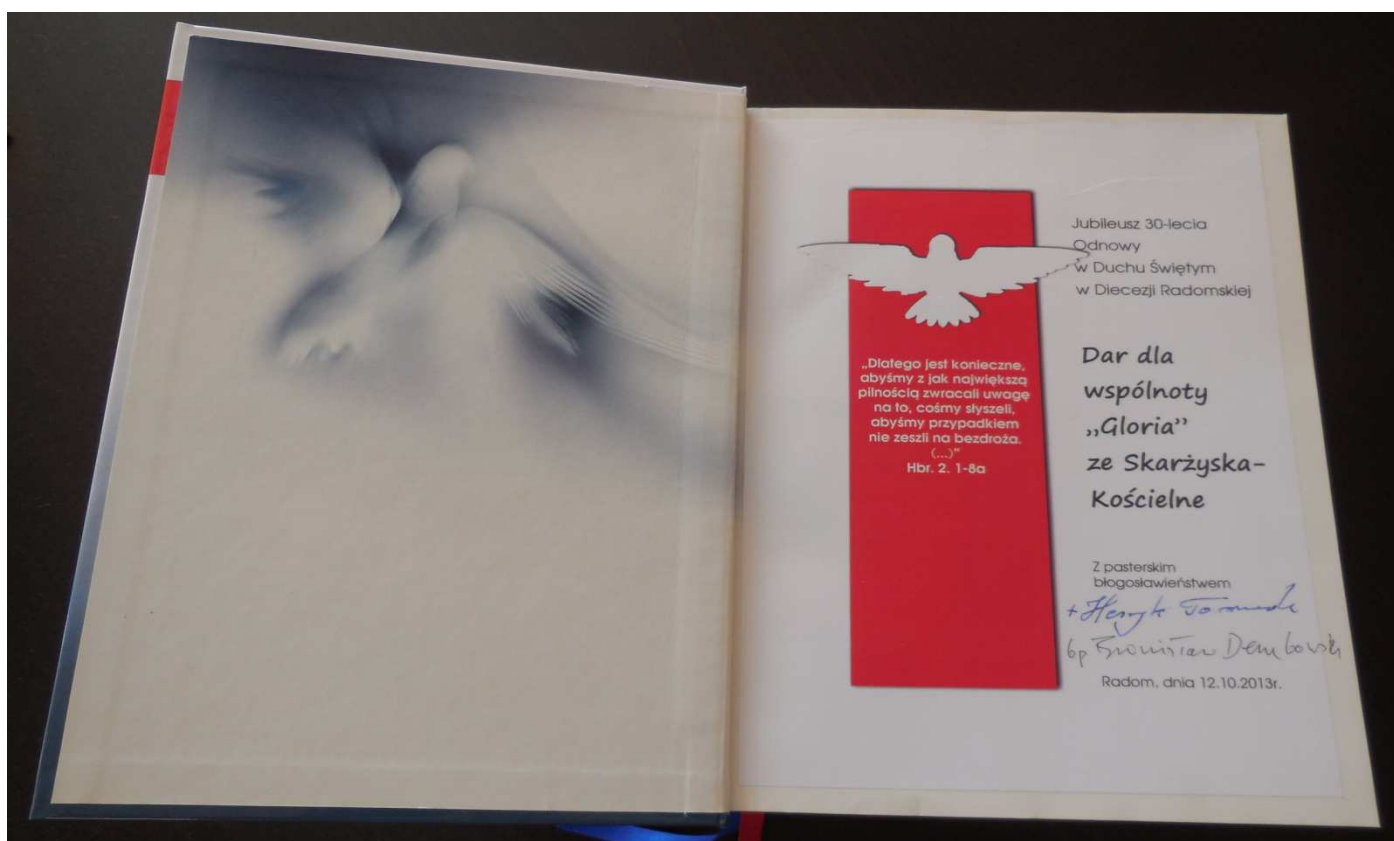 „Dlatego jest konieczne,
abyśmy z jak największą
pilnością zwracali uwagę
na to, cośmy słyszeli,
abyśmy przypadkiem
nie zeszli na bezdroża.
(...)”
Hbr. 2. 1-8a
Jubileusz 30-lecia
Odnowy
w Duchu Świętym
w Diecezji Radomskiej
Dar dla
wspólnoty
„Gloria”
ze Skarżyska-
Kościelne
Z pasterskim
błogosławieństwem
+ Henryk
bp Bronisław Dembowski
Radom, dnia 12.10.2013r.